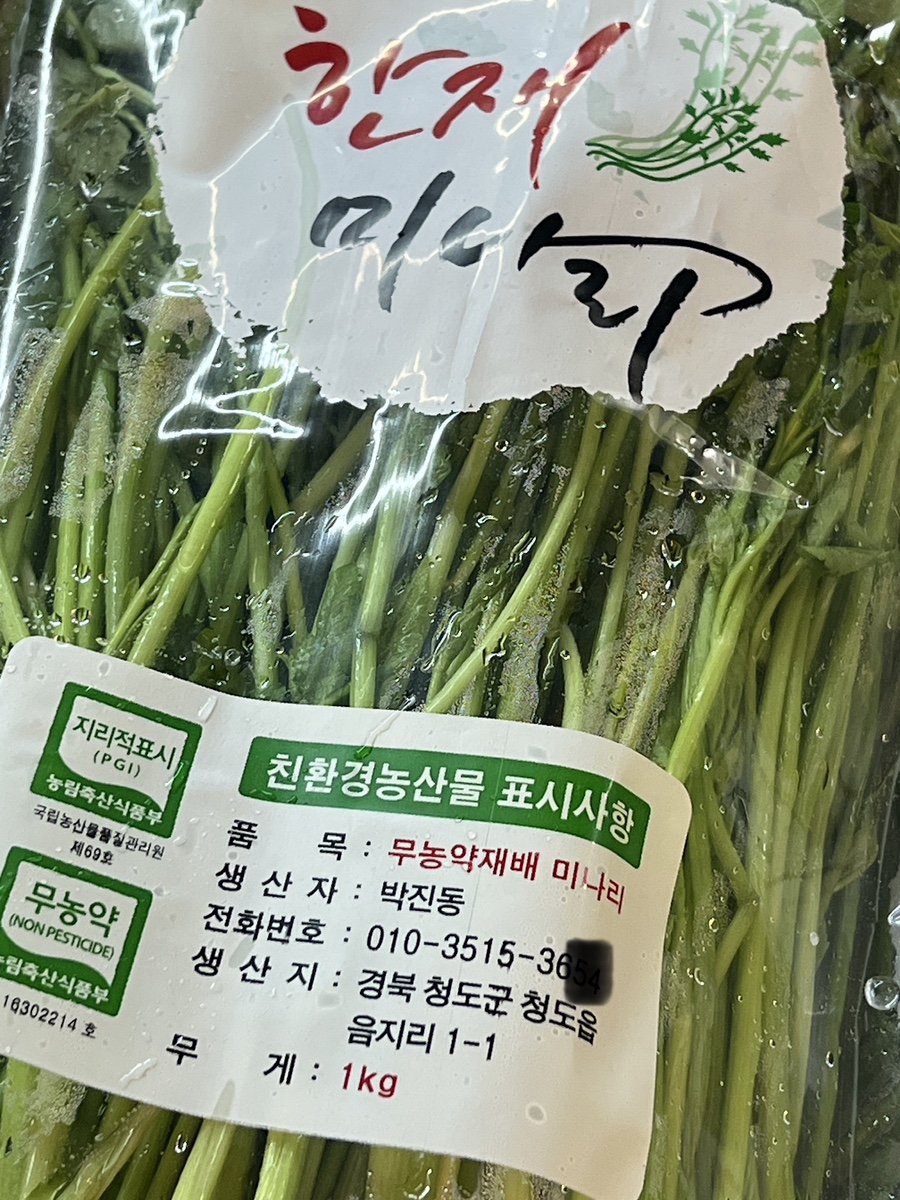 한재
미나리
지리적표시
(PGI)
농림축산식품부
국립농산물품질관리원
제69호
무농약
(NON PESTICIDE)
농림축산식품부
16302214 호
친환경농산물 표시사항
품 목 : 무농약재배 미나리
생 산 자 : 박진동
전화번호 : 010-3515-36
생 산 지 : 경북 청도군 청도읍
음지리 1-1
무 게 : 1kg